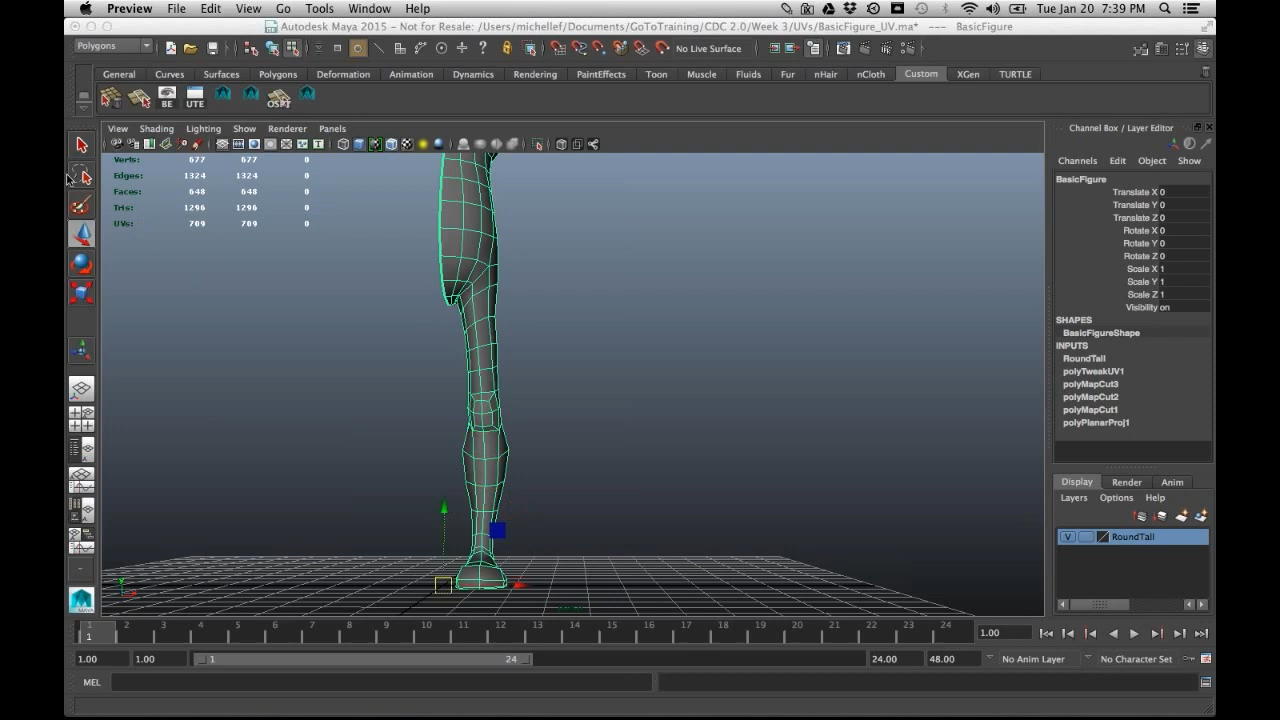 Preview File Edit View Go Tools Window Help Tue Jan 20 7:39 PM
Autodesk Maya 2015 - Not for Resale: /Users/michellef/Documents/GoToTraining/CDC 2.0/Week 3/UVs/BasicFigure_UV.ma* --- BasicFigure
Polygons No Live Surface
General Curves Surfaces Polygons Deformation Animation Dynamics Rendering PaintEffects Toon Muscle Fluids Fur nHair nCloth Custom XGen TURTLE
BE UTE OSPT
View Shading Lighting Show Renderer Panels
Channel Box / Layer Editor
Channels Edit Object Show
Verts: 677 677 0
Edges: 1324 1324 0
Faces: 648 648 0
Tris: 1296 1296 0
UVs: 709 709 0
BasicFigure
Translate X 0
Translate Y 0
Translate Z 0
Rotate X 0
Rotate Y 0
Rotate Z 0
Scale X 1
Scale Y 1
Scale Z 1
Visibility on
SHAPES
BasicFigureShape
INPUTS
RoundTall
polyTweakUV1
polyMapCut3
polyMapCut2
polyMapCut1
polyPlanarProj1
Display Render Anim
Layers Options Help
V RoundTall
MAYA
1 2 3 4 5 6 7 8 9 10 11 12 13 14 15 16 17 18 19 20 21 22 23 24
1 1.00
1.00 1.00 1 24 24.00 48.00 No Anim Layer No Character Set
MEL